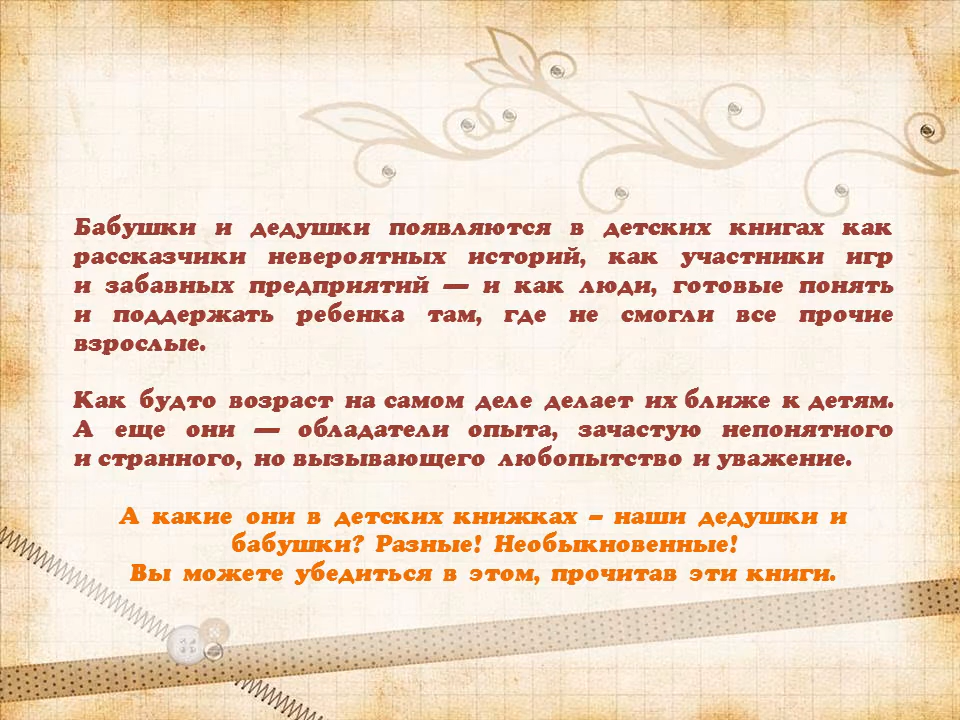 Бабушки и дедушки появляются в детских книгах как
рассказчики невероятных историй, как участники игр
и забавных предприятий — и как люди, готовые понять
и поддержать ребенка там, где не смогли все прочие
взрослые.
Как будто возраст на самом деле делает их ближе к детям.
А еще они — обладатели опыта, зачастую непонятного
и странного, но вызывающего любопытство и уважение.
А какие они в детских книжках – наши дедушки и
бабушки? Разные! Необыкновенные!
Вы можете убедиться в этом, прочитав эти книги.